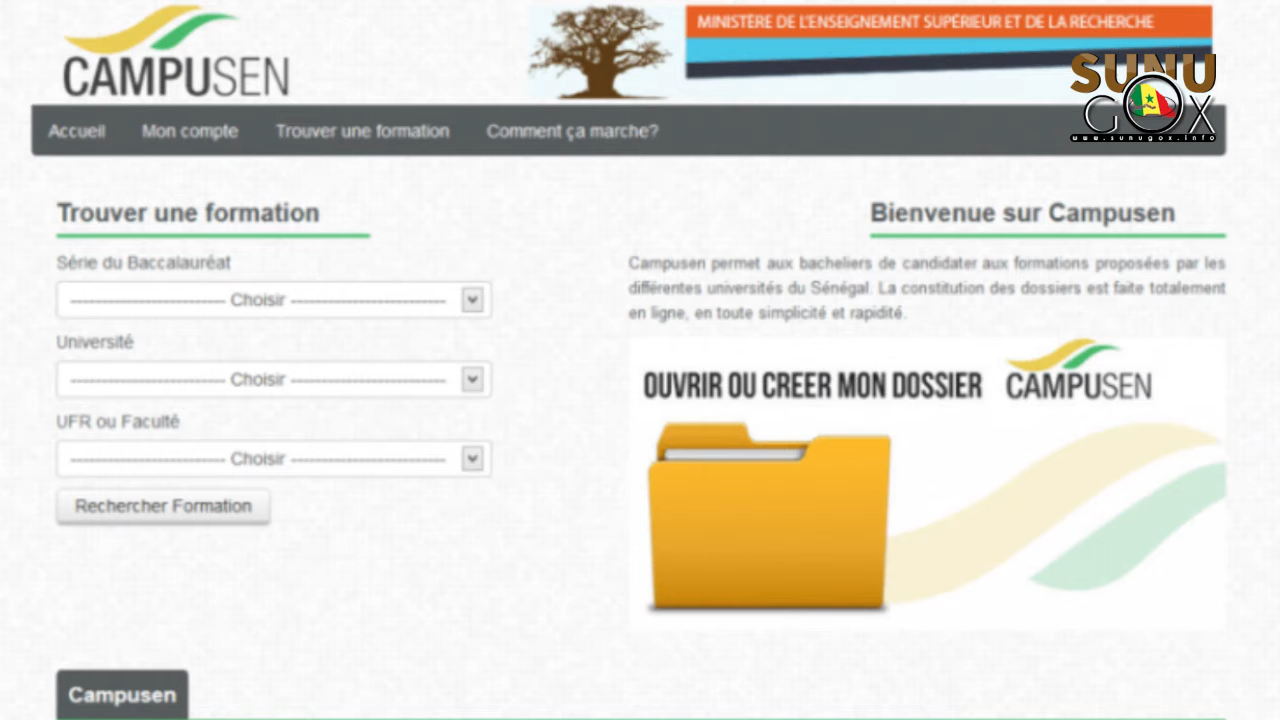 CAMPUSEN
MINISTÈRE DE L'ENSEIGNEMENT SUPÉRIEUR ET DE LA RECHERCHE
SUNU
GOX
www.sunugox.info
Accueil Mon compte Trouver une formation Comment ça marche?
Trouver une formation
Série du Baccalauréat
Choisir
Université
Choisir
UFR ou Faculté
Choisir
Rechercher Formation
Bienvenue sur Campusen
Campusen permet aux bacheliers de candidater aux formations proposées par les
différentes universités du Sénégal. La constitution des dossiers est faite totalement
en ligne, en toute simplicité et rapidité.
OUVRIR OU CREER MON DOSSIER CAMPUSEN
Campusen